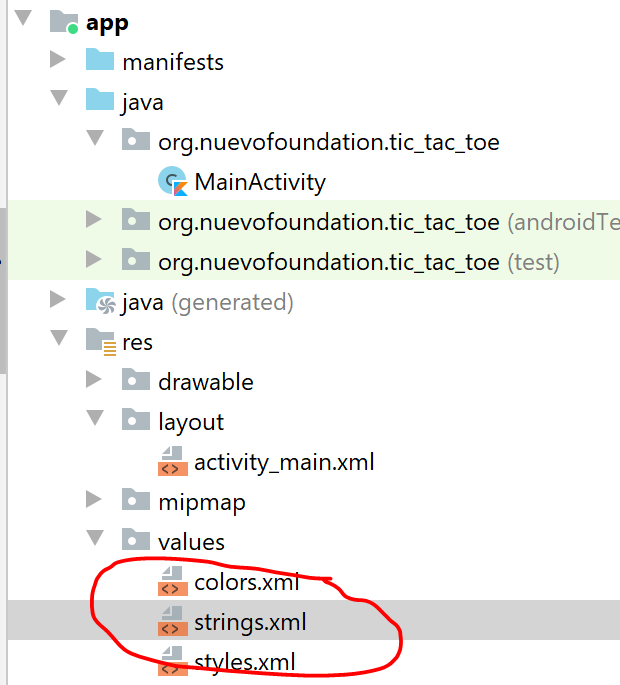 app
manifests
java
org.nuevofoundation.tic_tac_toe
MainActivity
org.nuevofoundation.tic_tac_toe (androidTe
org.nuevofoundation.tic_tac_toe (test)
java (generated)
res
drawable
layout
activity_main.xml
mipmap
values
colors.xml
strings.xml
styles.xml